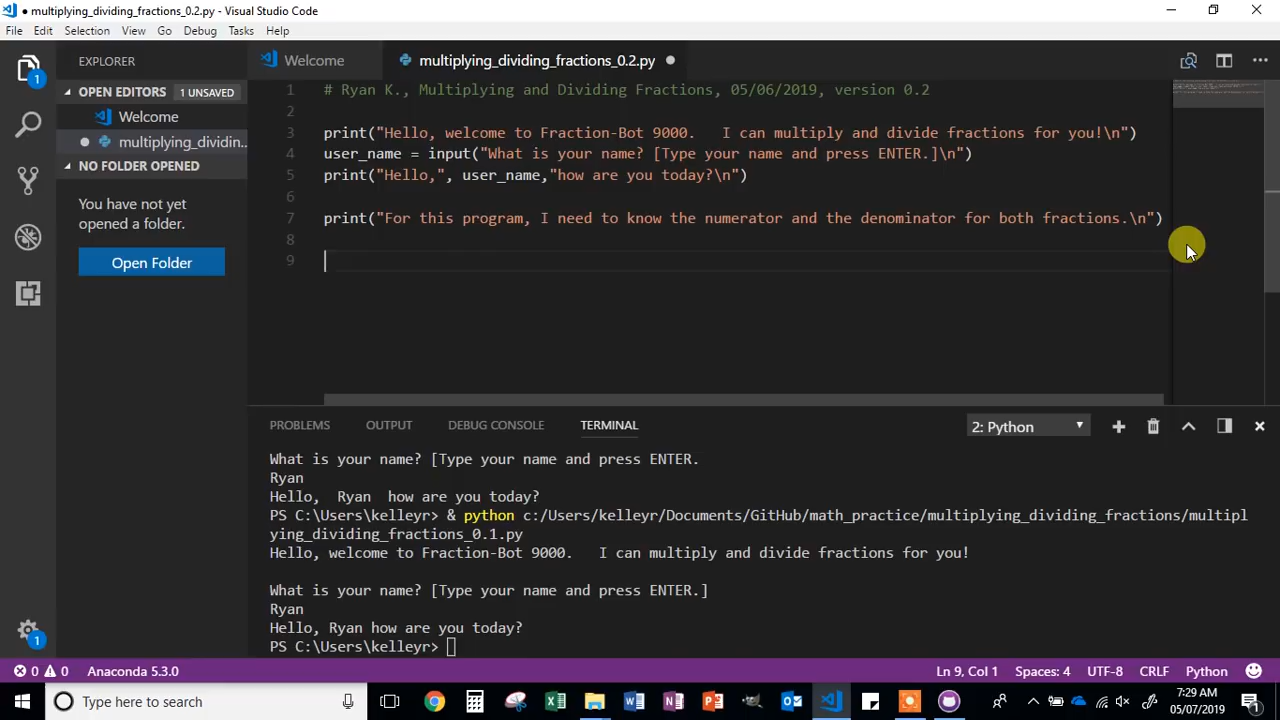 multiplying_dividing_fractions_0.2.py - Visual Studio Code
File Edit Selection View Go Debug Tasks Help
EXPLORER
OPEN EDITORS 1 UNSAVED
Welcome
multiplying_dividin...
NO FOLDER OPENED
You have not yet
opened a folder.
Open Folder
1
1
Welcome multiplying_dividing_fractions_0.2.py
1 # Ryan K., Multiplying and Dividing Fractions, 05/06/2019, version 0.2
2
3 print("Hello, welcome to Fraction-Bot 9000.   I can multiply and divide fractions for you!\n")
4 user_name = input("What is your name? [Type your name and press ENTER.]\n")
5 print("Hello,", user_name,"how are you today?\n")
6
7 print("For this program, I need to know the numerator and the denominator for both fractions.\n")
8
9
PROBLEMS OUTPUT DEBUG CONSOLE TERMINAL 2: Python
What is your name? [Type your name and press ENTER.
Ryan
Hello,  Ryan  how are you today?
PS C:\Users\kelleyr> & python c:/Users/kelleyr/Documents/GitHub/math_practice/multiplying_dividing_fractions/multipl
ying_dividing_fractions_0.1.py
Hello, welcome to Fraction-Bot 9000.   I can multiply and divide fractions for you!
What is your name? [Type your name and press ENTER.]
Ryan
Hello, Ryan how are you today?
PS C:\Users\kelleyr>
0 0 Anaconda 5.3.0 Ln 9, Col 1 Spaces: 4 UTF-8 CRLF Python
Type here to search
7:29 AM
05/07/2019
1